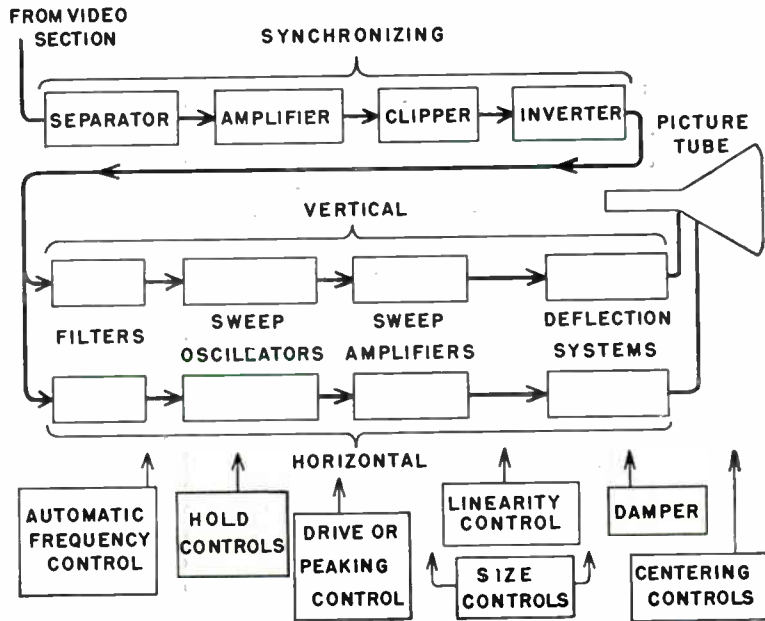 FROM VIDEO
SECTION
SYNCHRONIZING
SEPARATOR
AMPLIFIER
CLIPPER
INVERTER
PICTURE
TUBE
VERTICAL
FILTERS
SWEEP
OSCILLATORS
SWEEP
AMPLIFIERS
DEFLECTION
SYSTEMS
HORIZONTAL
AUTOMATIC
FREQUENCY
CONTROL
HOLD
CONTROLS
DRIVE OR
PEAKING
CONTROL
LINEARITY
CONTROL
SIZE
CONTROLS
DAMPER
CENTERING
CONTROLS